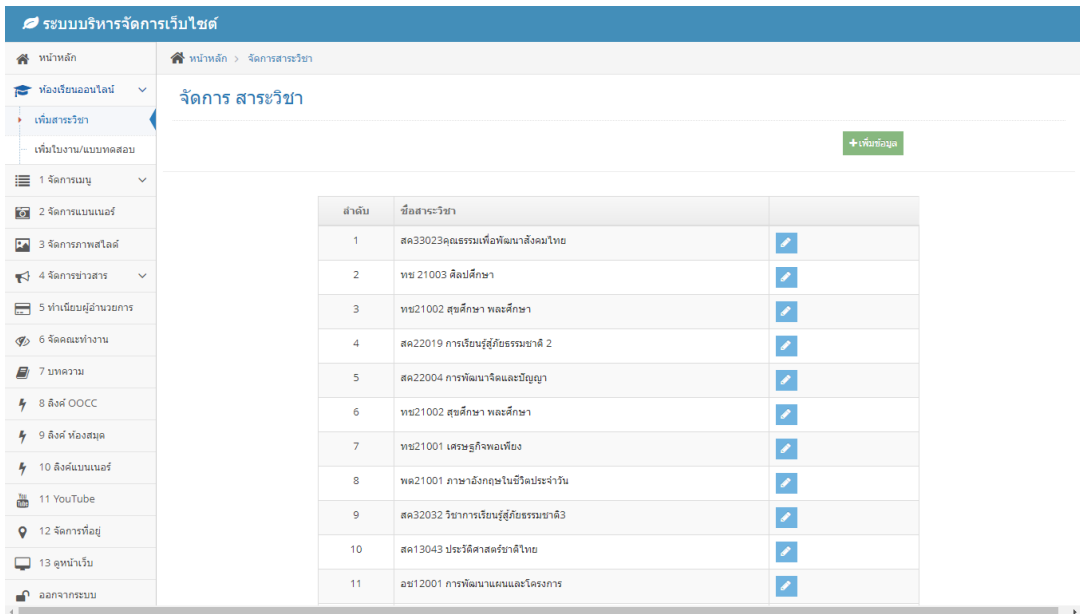 ระบบบริหารจัดการเว็บไซต์
หน้าหลัก
ห้องเรียนออนไลน์
เพิ่มสาระวิชา
เพิ่มใบงาน/แบบทดสอบ
1 จัดการเมนู
2 จัดการแบนเนอร์
3 จัดการภาพสไลด์
4 จัดการข่าวสาร
5 ทำเนียบผู้อำนวยการ
6 จัดคณะทำงาน
7 บทความ
8 ลิงค์ OOCC
9 ลิงค์ ห้องสมุด
10 ลิงค์แบนเนอร์
11 YouTube
12 จัดการที่อยู่
13 ดูหน้าเว็บ
ออกจากระบบ
หน้าหลัก > จัดการสาระวิชา
จัดการ สาระวิชา
+เพิ่มข้อมูล
ลำดับ ชื่อสาระวิชา
1 สค33023คุณธรรมเพื่อพัฒนาสังคมไทย
2 ทช 21003 ศิลปศึกษา
3 ทช21002 สุขศึกษา พละศึกษา
4 สค22019 การเรียนรู้สู้ภัยธรรมชาติ 2
5 สค22004 การพัฒนาจิตและปัญญา
6 ทช21002 สุขศึกษา พละศึกษา
7 ทช21001 เศรษฐกิจพอเพียง
8 พต21001 ภาษาอังกฤษในชีวิตประจำวัน
9 สค32032 วิชาการเรียนรู้สู้ภัยธรรมชาติ3
10 สค13043 ประวัติศาสตร์ชาติไทย
11 อช12001 การพัฒนาแผนและโครงการ